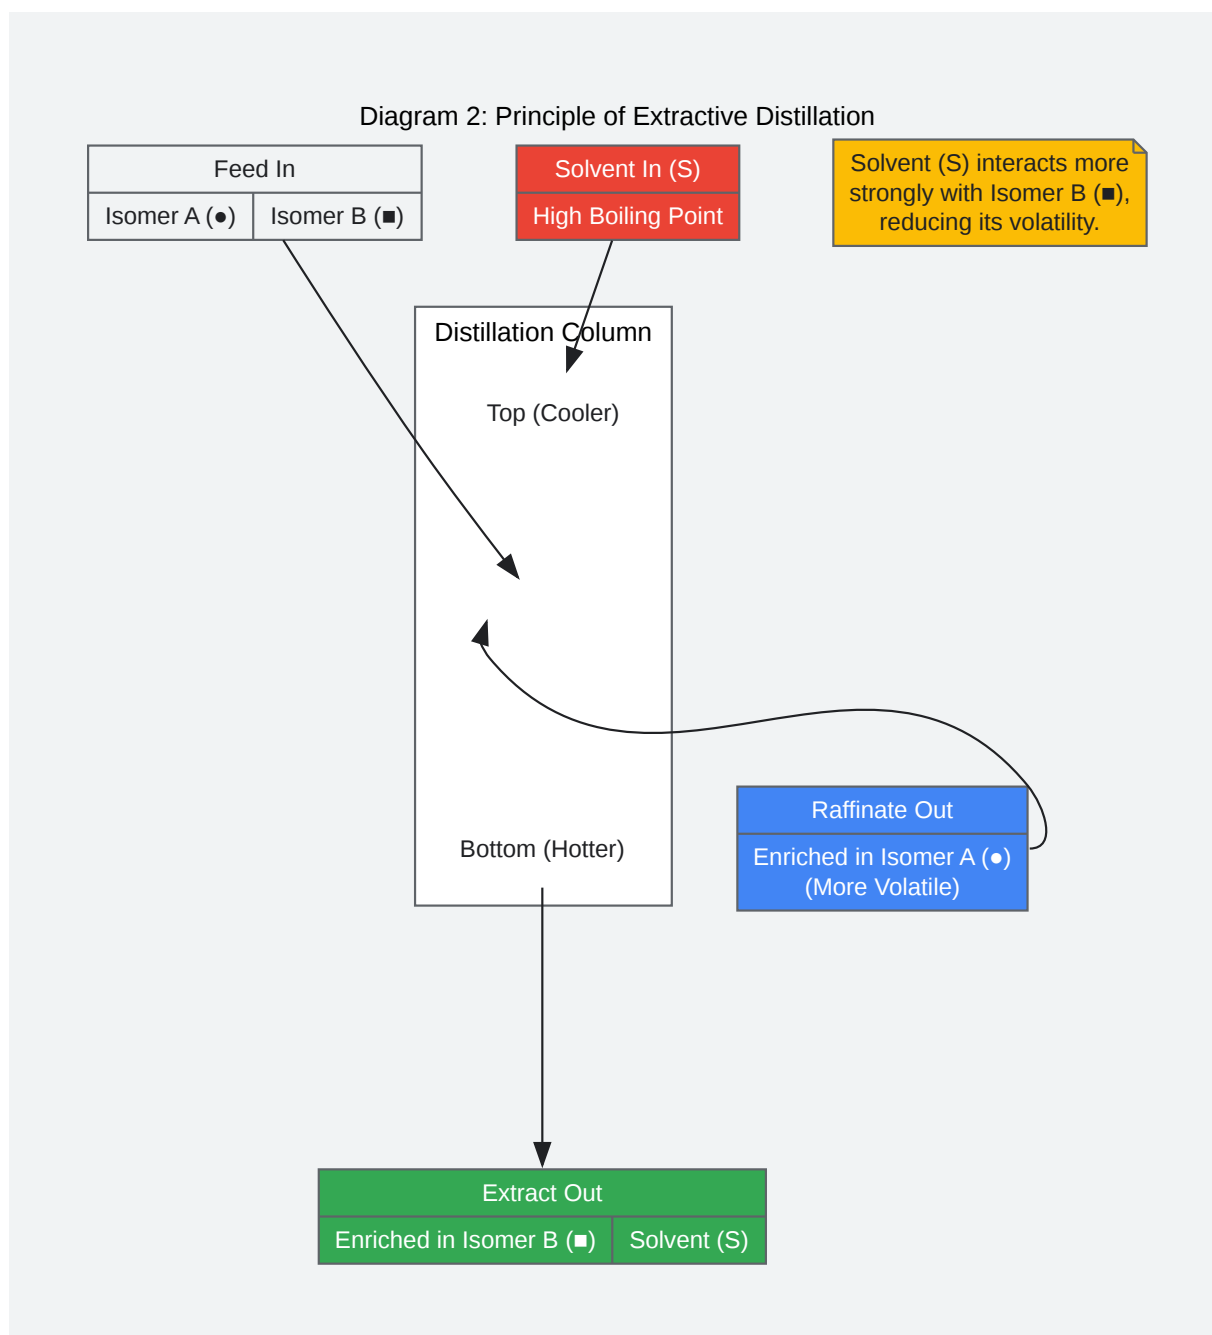 Diagram 2: Principle of Extractive Distillation
Feed In
Isomer A (●)
Isomer B (■)
Solvent In (S)
High Boiling Point
Solvent (S) interacts more
strongly with Isomer B (■),
reducing its volatility.
Distillation Column
Top (Cooler)
Bottom (Hotter)
Raffinate Out
Enriched in Isomer A (●)
(More Volatile)
Extract Out
Enriched in Isomer B (■)
Solvent (S)